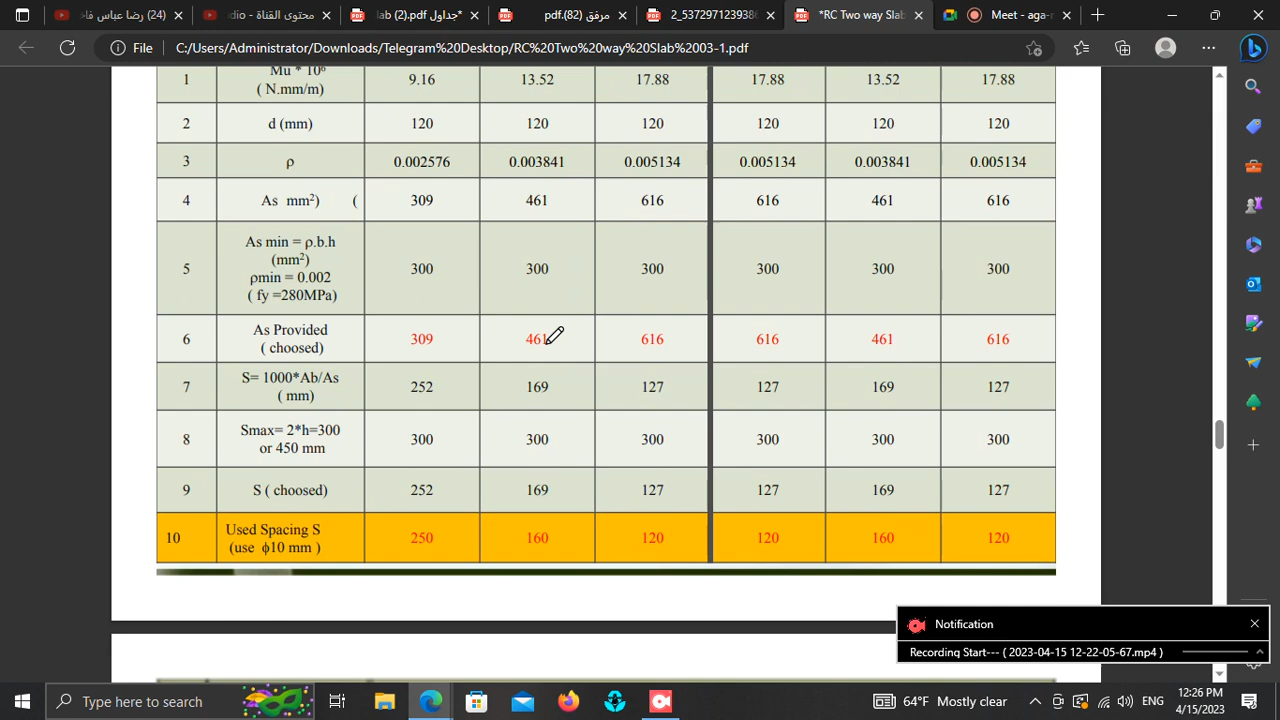 (24) رضا عباس فاخ
dio - محتوى القناة
*جداول lab (2).pdf
مرفق (82).pdf
2_5372971239380
*RC Two way Slab
Meet - aga-
File
C:/Users/Administrator/Downloads/Telegram%20Desktop/RC%20Two%20way%20Slab%2003-1.pdf
1 Mu * 10⁶ 9.16 13.52 17.88 17.88 13.52 17.88
( N.mm/m)
2 d (mm) 120 120 120 120 120 120
3 ρ 0.002576 0.003841 0.005134 0.005134 0.003841 0.005134
4 As mm²) ( 309 461 616 616 461 616
As min = ρ.b.h
(mm²)
5 300 300 300 300 300 300
ρmin = 0.002
( fy =280MPa)
As Provided
6 309 461 616 616 461 616
( choosed)
S= 1000*Ab/As
7 252 169 127 127 169 127
( mm)
Smax= 2*h=300
8 300 300 300 300 300 300
or 450 mm
9 S ( choosed) 252 169 127 127 169 127
Used Spacing S
10 250 160 120 120 160 120
(use ϕ10 mm )
Notification
Recording Start--- ( 2023-04-15 12-22-05-67.mp4 )
Type here to search
64°F Mostly clear
ENG
12:26 PM
4/15/2023